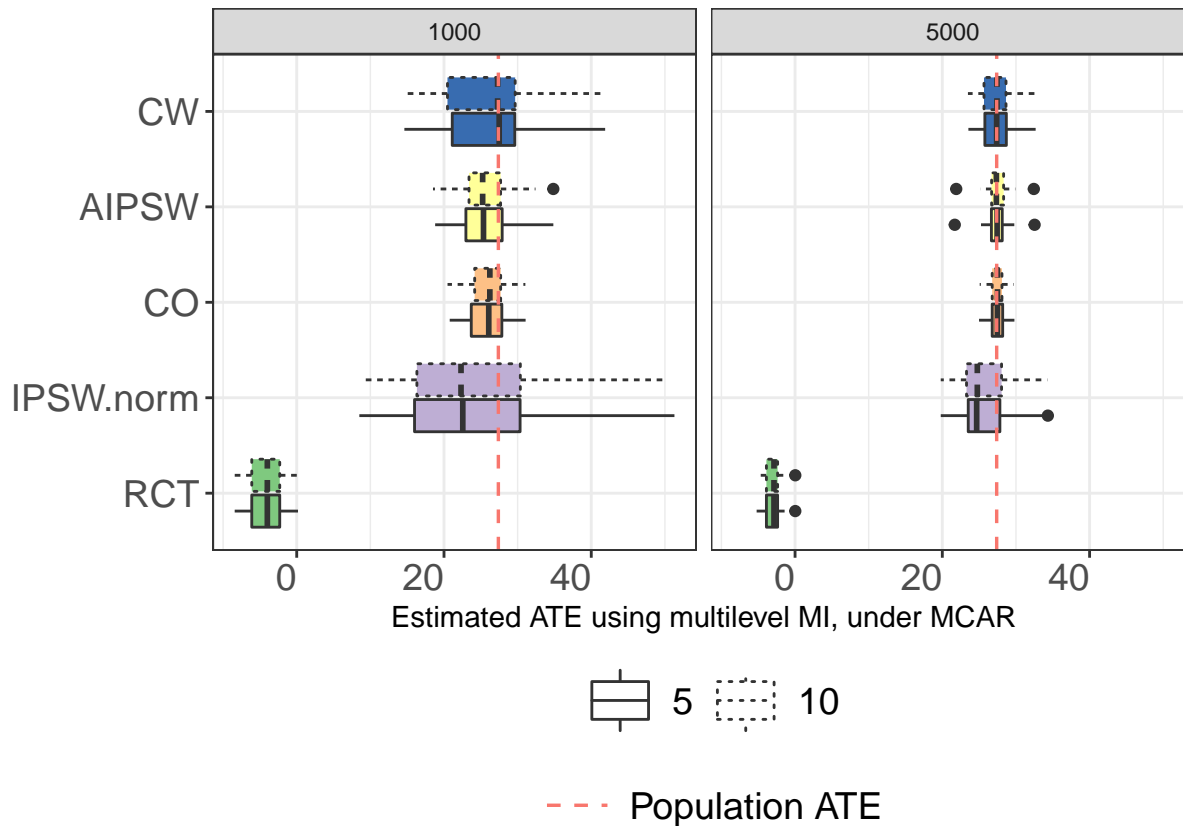 1000 5000
CW
AIPSW
CO
IPSW.norm
RCT
0 20 40 0 20 40
Estimated ATE using multilevel MI, under MCAR
5 10
Population ATE